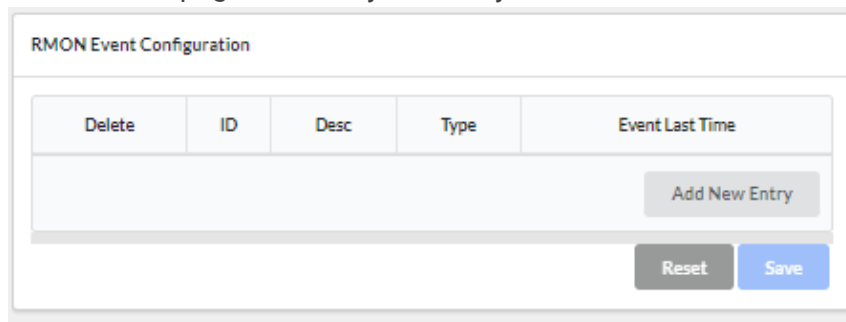 RMON Event Configuration
Delete ID Desc Type Event Last Time
Add New Entry
Reset Save